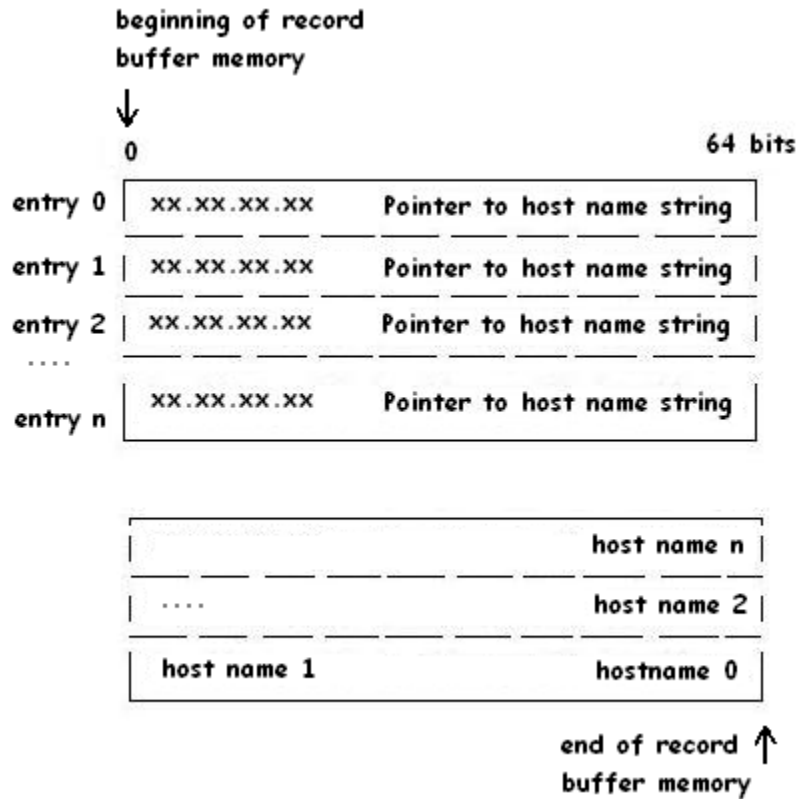 beginning of record
buffer memory
0
64 bits
entry 0 xx.xx.xx.xx Pointer to host name string
entry 1 xx.xx.xx.xx Pointer to host name string
entry 2 xx.xx.xx.xx Pointer to host name string
....
entry n xx.xx.xx.xx Pointer to host name string
host name n
.... host name 2
host name 1 hostname 0
end of record
buffer memory